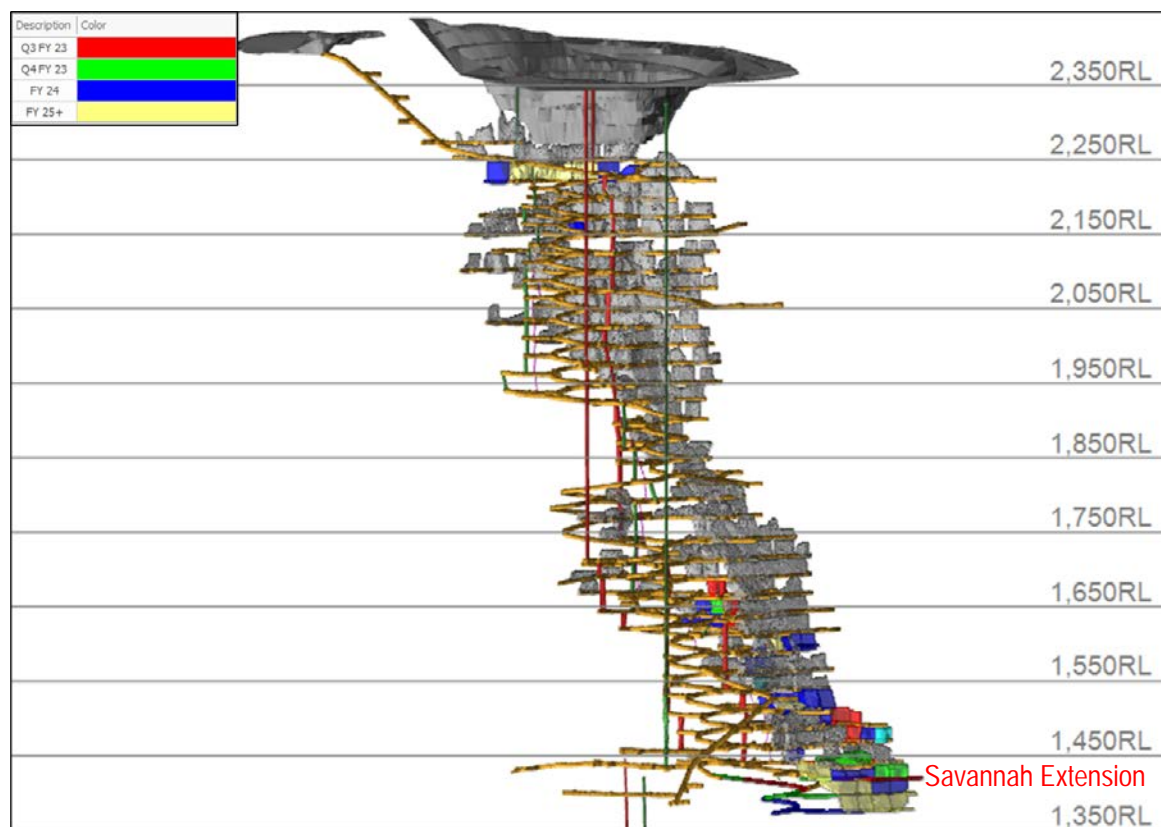 Description Color
Q3 FY 23
Q4 FY 23
FY 24
FY 25+
2,350RL
2,250RL
2,150RL
2,050RL
1,950RL
1,850RL
1,750RL
1,650RL
1,550RL
1,450RL
Savannah Extension
1,350RL